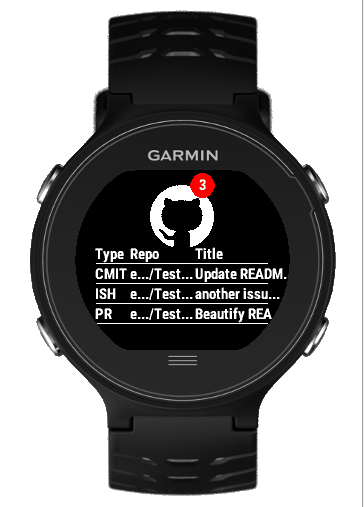 GARMIN
3
Type Repo Title
CMIT e.../Test... Update READM.
ISH e.../Test... another issu...
PR e.../Test... Beautify REA